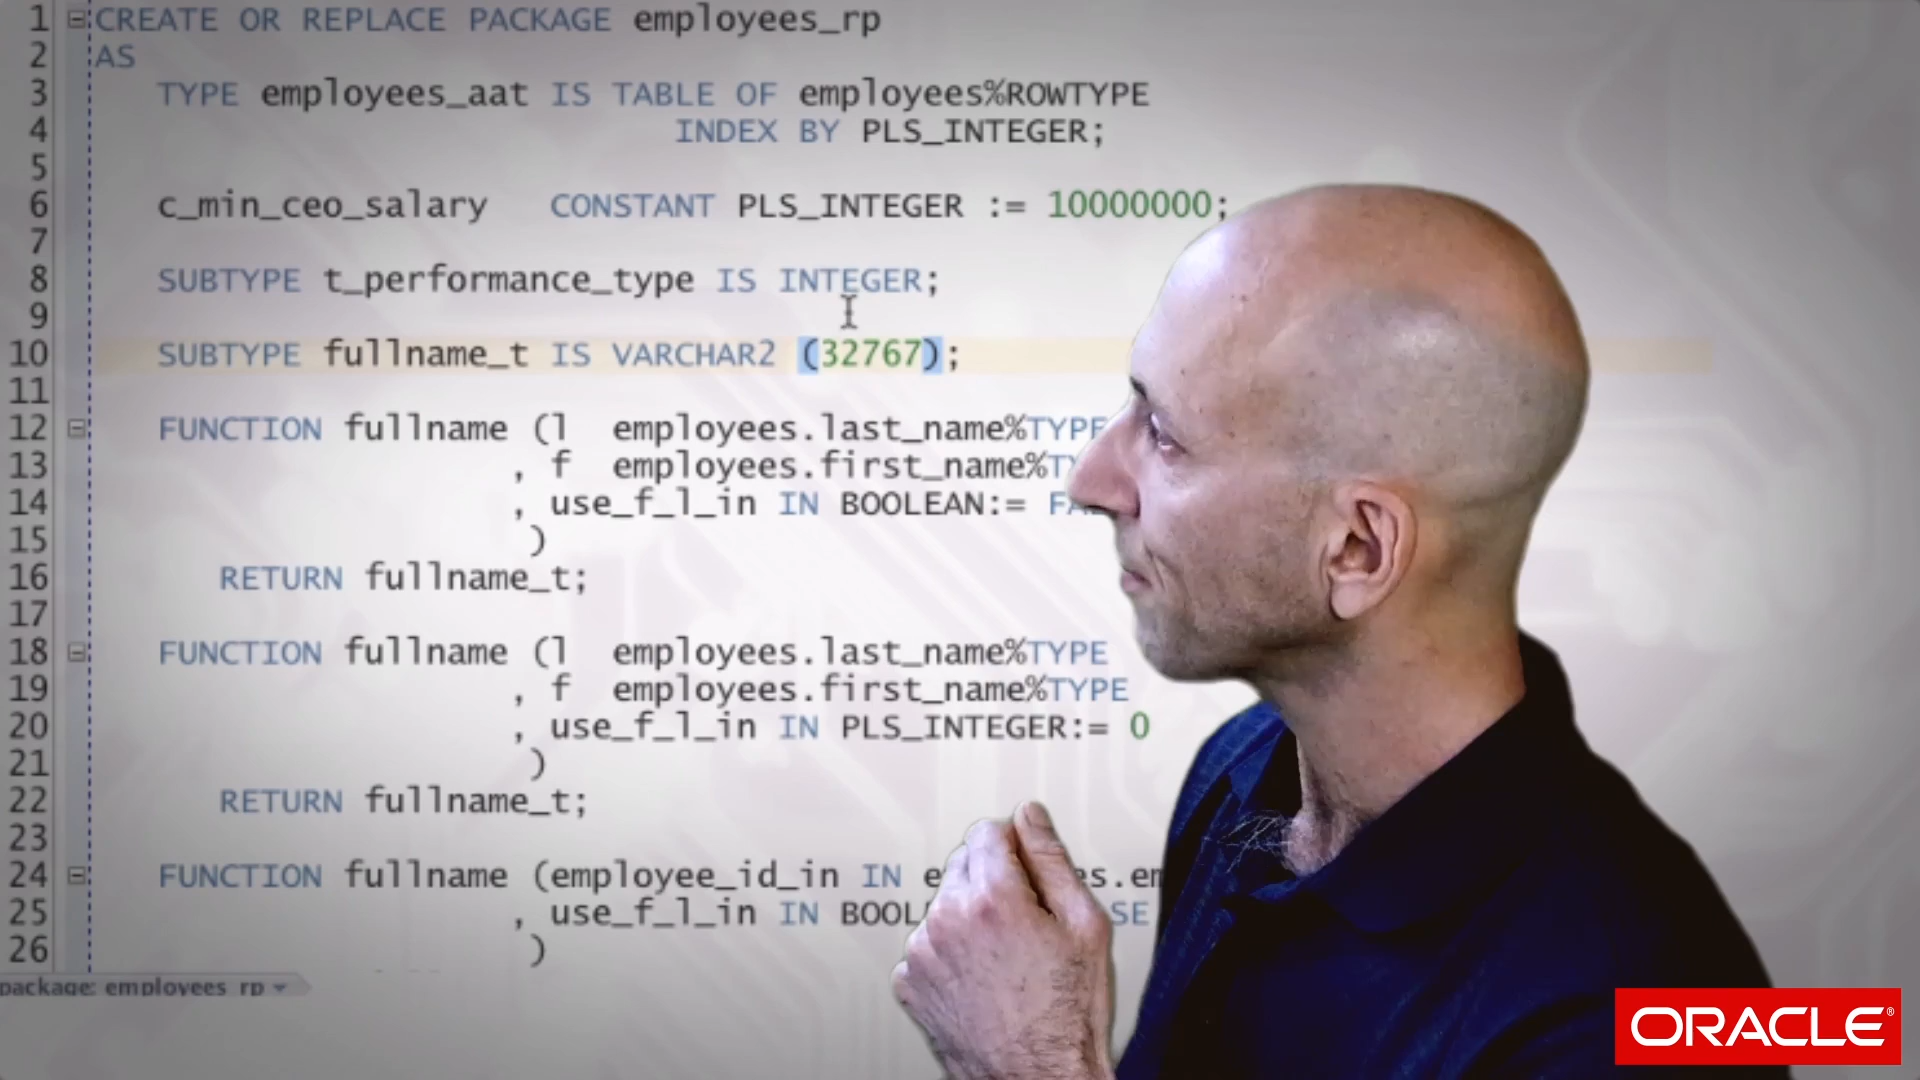 1 CREATE OR REPLACE PACKAGE employees_rp
2 AS
3 TYPE employees_aat IS TABLE OF employees%ROWTYPE
4 INDEX BY PLS_INTEGER;
5
6 c_min_ceo_salary CONSTANT PLS_INTEGER := 10000000;
7
8 SUBTYPE t_performance_type IS INTEGER;
9
10 SUBTYPE fullname_t IS VARCHAR2 (32767);
11
12 FUNCTION fullname (l employees.last_name%TYPE
13 , f employees.first_name%
14 , use_f_l_in IN BOOLEAN:=
15 )
16 RETURN fullname_t;
17
18 FUNCTION fullname (l employees.last_name%TYPE
19 , f employees.first_name%TYPE
20 , use_f_l_in IN PLS_INTEGER:= 0
21 )
22 RETURN fullname_t;
23
24 FUNCTION fullname (employee_id_in IN
25 , use_f_l_in IN
26 )
package: employees_rp
ORACLE®